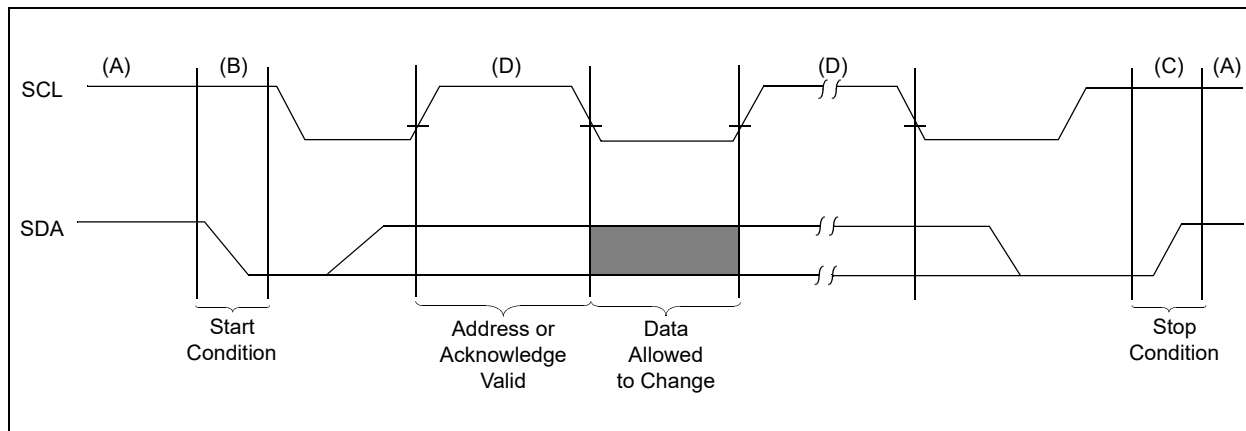 (A) (B) (D) (D) (C) (A)
SCL
SDA
Start
Condition
Address or
Acknowledge
Valid
Data
Allowed
to Change
Stop
Condition